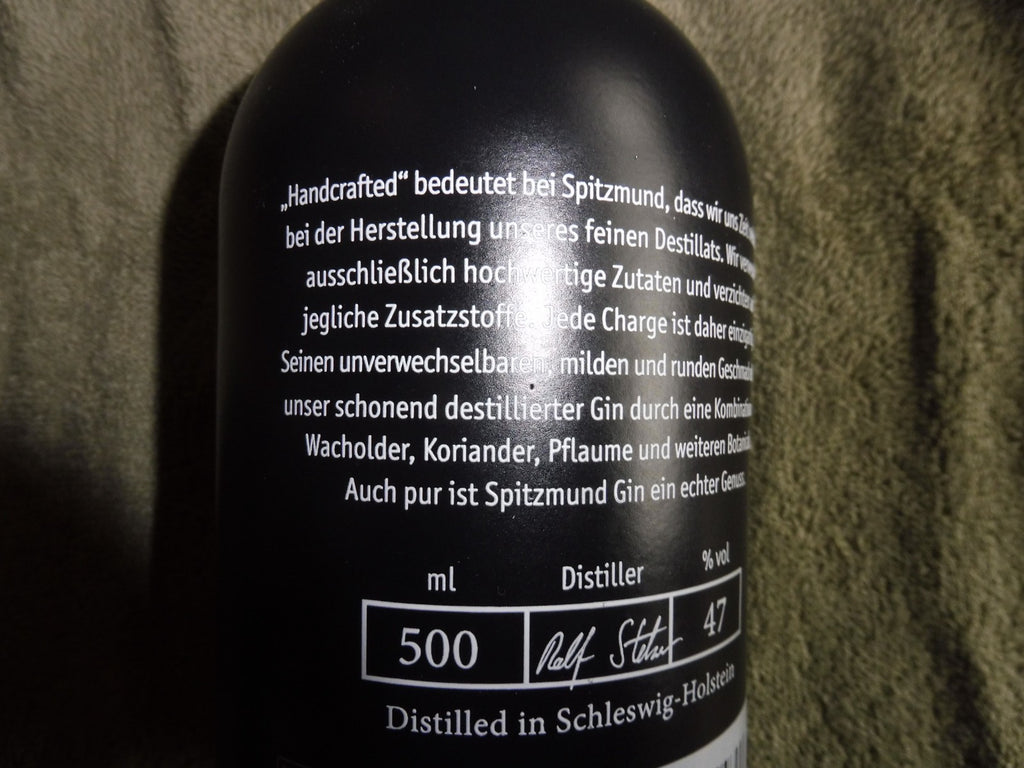 „Handcrafted“ bedeutet bei Spitzmund, dass wir uns Zeit
bei der Herstellung unseres feinen Destillats. Wir
ausschließlich hochwertige Zutaten und verzichten
jegliche Zusatzstoffe. Jede Charge ist daher
Seinen unverwechselbaren, milden und runden
unser schonend destillierter Gin durch eine
Wacholder, Koriander, Pflaume und weiteren
Auch pur ist Spitzmund Gin ein echter Genuss.
ml Distiller % vol
500 Ralf 47
Distilled in Schleswig-Holstein